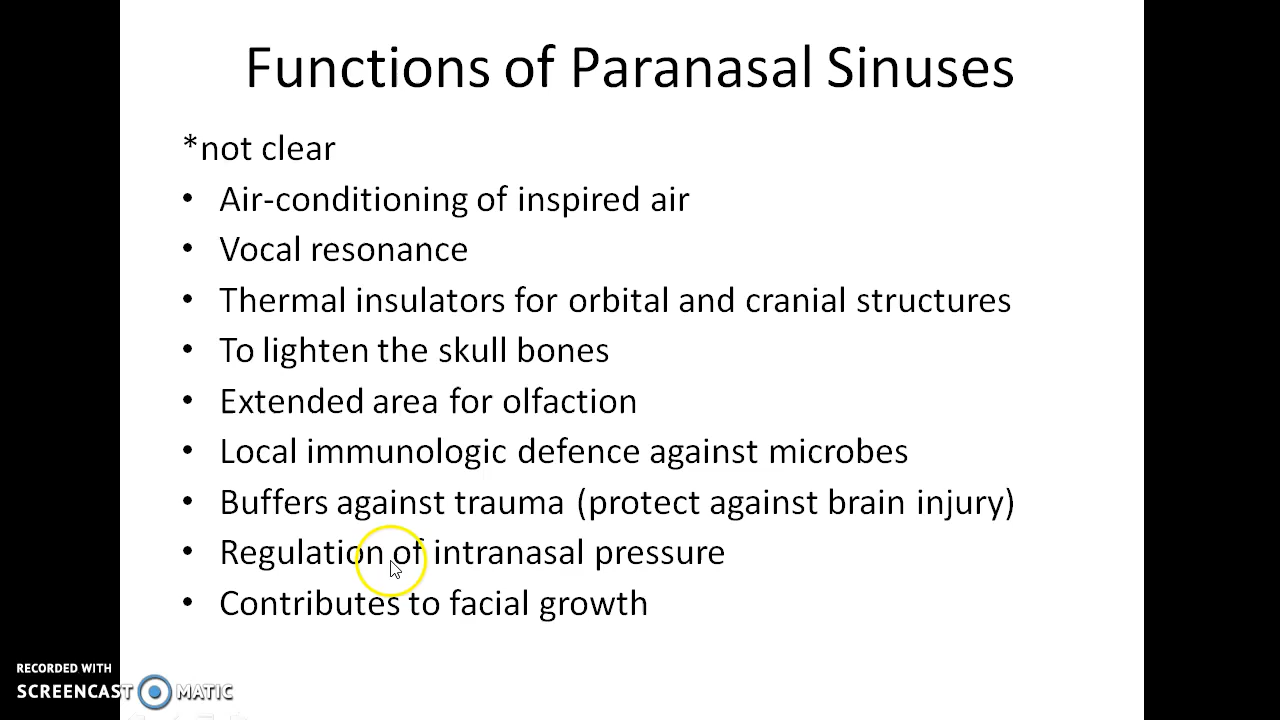 Functions of Paranasal Sinuses
*not clear
• Air-conditioning of inspired air
• Vocal resonance
• Thermal insulators for orbital and cranial structures
• To lighten the skull bones
• Extended area for olfaction
• Local immunologic defence against microbes
• Buffers against trauma (protect against brain injury)
• Regulation of intranasal pressure
• Contributes to facial growth
RECORDED WITH
SCREENCAST MATIC